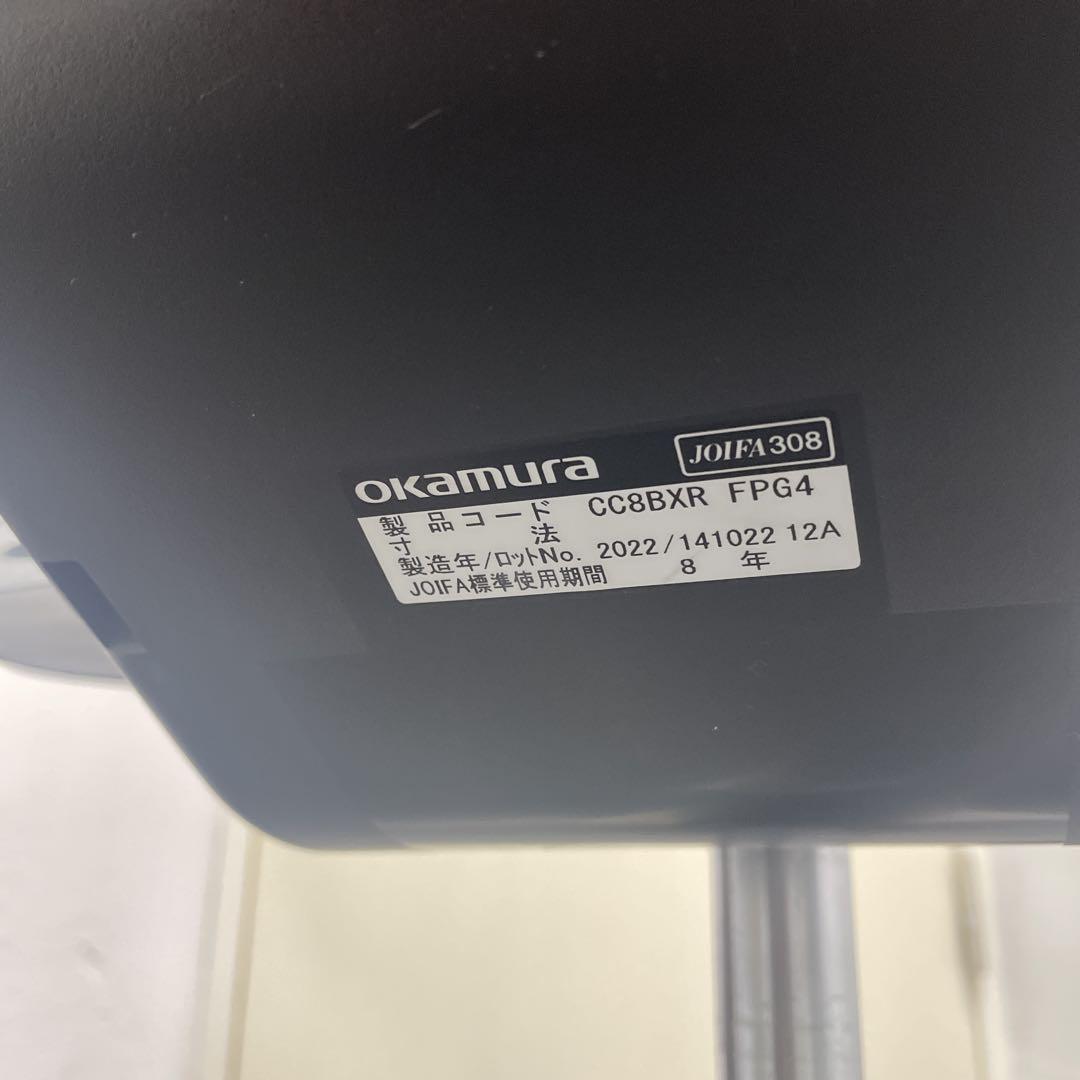 okamura JOIFA308
製品コード CC8BXR FPG4
寸法
製造年/ロットNo. 2022/141022 12A
JOIFA標準使用期間 8 年